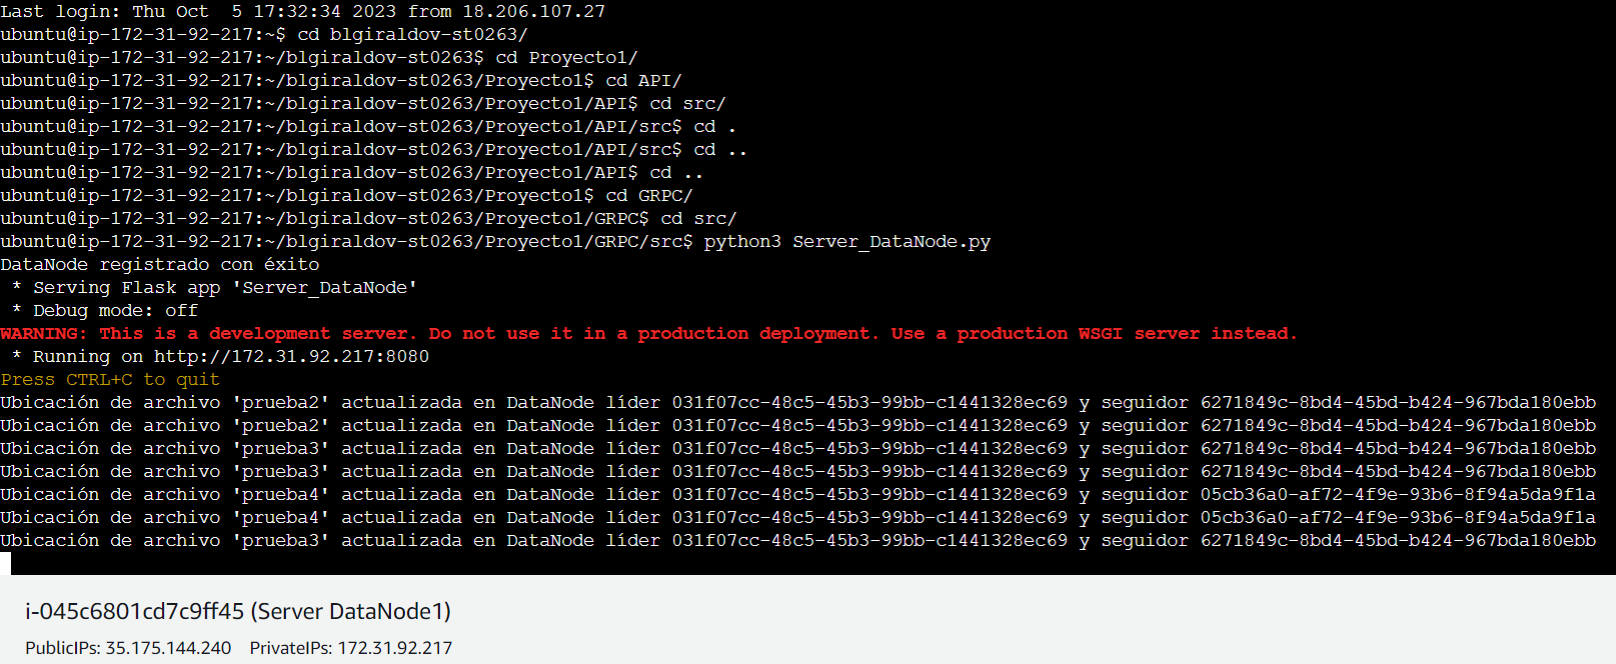 Last login: Thu Oct  5 17:32:34 2023 from 18.206.107.27
ubuntu@ip-172-31-92-217:~$ cd blgiraldov-st0263/
ubuntu@ip-172-31-92-217:~/blgiraldov-st0263$ cd Proyecto1/
ubuntu@ip-172-31-92-217:~/blgiraldov-st0263/Proyecto1$ cd API/
ubuntu@ip-172-31-92-217:~/blgiraldov-st0263/Proyecto1/API$ cd src/
ubuntu@ip-172-31-92-217:~/blgiraldov-st0263/Proyecto1/API/src$ cd .
ubuntu@ip-172-31-92-217:~/blgiraldov-st0263/Proyecto1/API/src$ cd ..
ubuntu@ip-172-31-92-217:~/blgiraldov-st0263/Proyecto1/API$ cd ..
ubuntu@ip-172-31-92-217:~/blgiraldov-st0263/Proyecto1$ cd GRPC/
ubuntu@ip-172-31-92-217:~/blgiraldov-st0263/Proyecto1/GRPC$ cd src/
ubuntu@ip-172-31-92-217:~/blgiraldov-st0263/Proyecto1/GRPC/src$ python3 Server_DataNode.py
DataNode registrado con éxito
 * Serving Flask app 'Server_DataNode'
 * Debug mode: off
WARNING: This is a development server. Do not use it in a production deployment. Use a production WSGI server instead.
 * Running on http://172.31.92.217:8080
Press CTRL+C to quit
Ubicación de archivo 'prueba2' actualizada en DataNode líder 031f07cc-48c5-45b3-99bb-c1441328ec69 y seguidor 6271849c-8bd4-45bd-b424-967bda180ebb
Ubicación de archivo 'prueba2' actualizada en DataNode líder 031f07cc-48c5-45b3-99bb-c1441328ec69 y seguidor 6271849c-8bd4-45bd-b424-967bda180ebb
Ubicación de archivo 'prueba3' actualizada en DataNode líder 031f07cc-48c5-45b3-99bb-c1441328ec69 y seguidor 6271849c-8bd4-45bd-b424-967bda180ebb
Ubicación de archivo 'prueba3' actualizada en DataNode líder 031f07cc-48c5-45b3-99bb-c1441328ec69 y seguidor 6271849c-8bd4-45bd-b424-967bda180ebb
Ubicación de archivo 'prueba4' actualizada en DataNode líder 031f07cc-48c5-45b3-99bb-c1441328ec69 y seguidor 05cb36a0-af72-4f9e-93b6-8f94a5da9f1a
Ubicación de archivo 'prueba4' actualizada en DataNode líder 031f07cc-48c5-45b3-99bb-c1441328ec69 y seguidor 05cb36a0-af72-4f9e-93b6-8f94a5da9f1a
Ubicación de archivo 'prueba3' actualizada en DataNode líder 031f07cc-48c5-45b3-99bb-c1441328ec69 y seguidor 6271849c-8bd4-45bd-b424-967bda180ebb
i-045c6801cd7c9ff45 (Server DataNode1)
PublicIPs: 35.175.144.240    PrivateIPs: 172.31.92.217